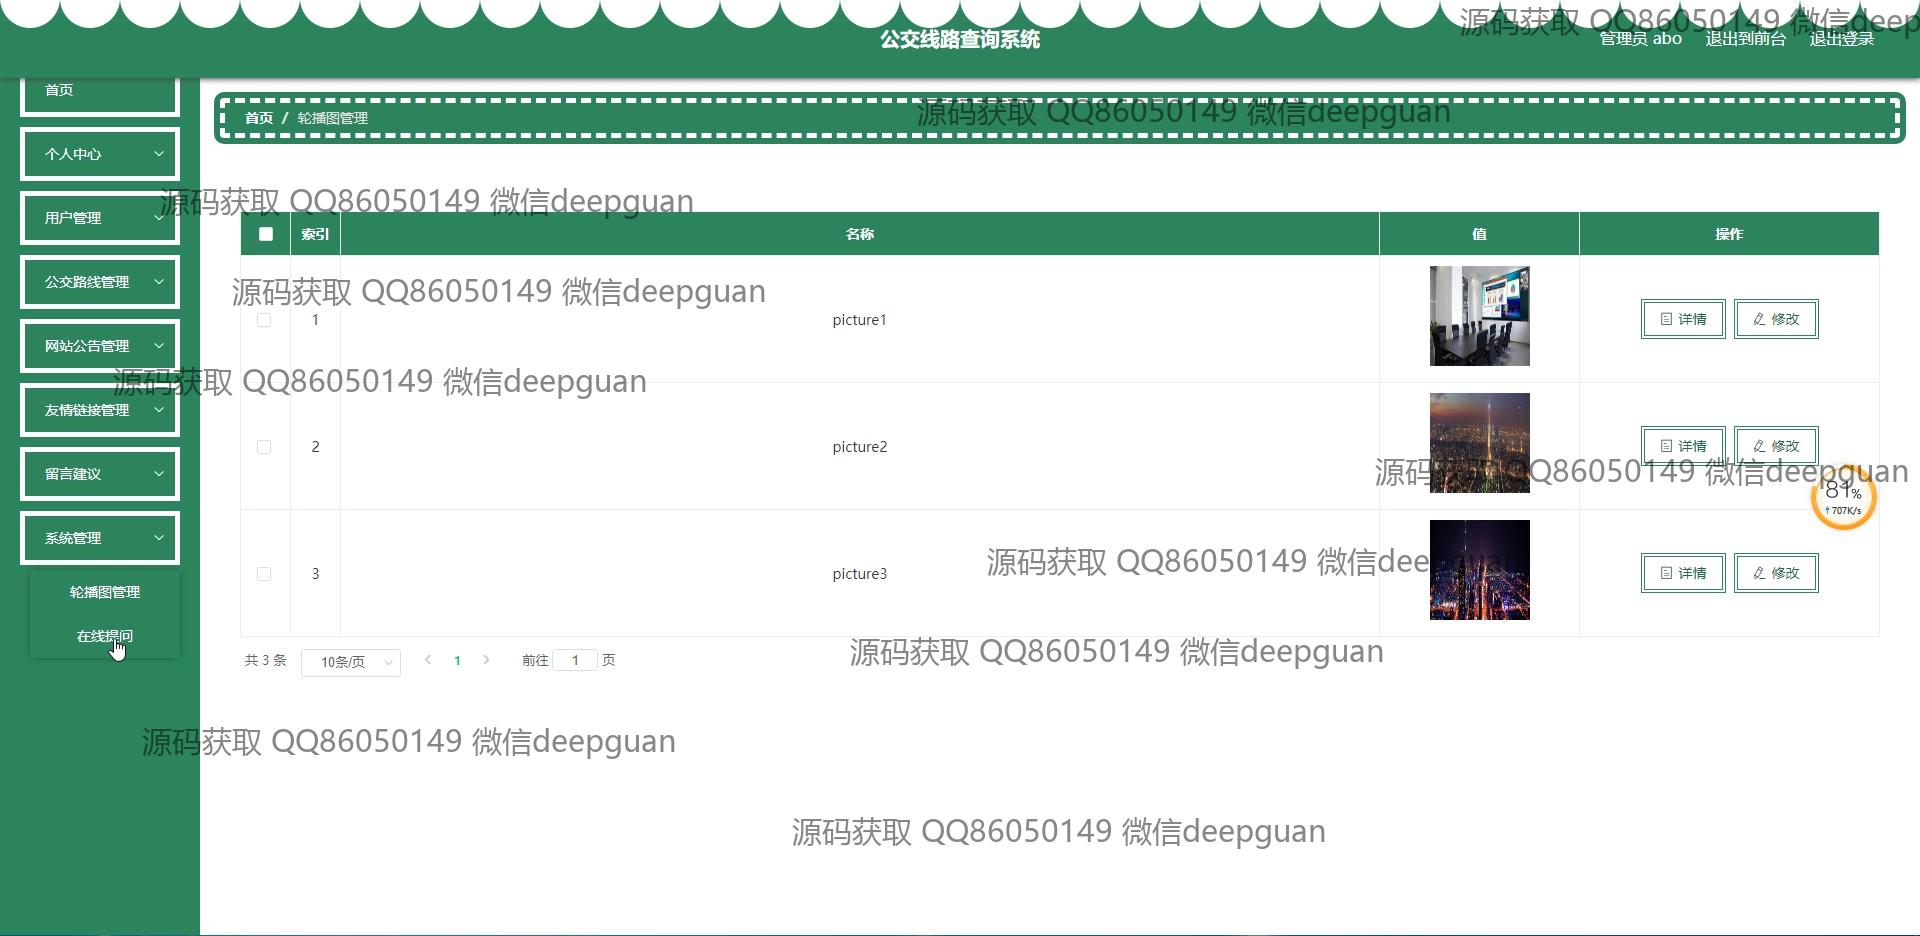 源码获取 QQ86050149 微信deep
公交线路查询系统
管理员 abo 退出到前台 退出登录
首页
首页 / 轮播图管理
源码获取 QQ86050149 微信deepguan
个人中心
源码获取 QQ86050149 微信deepguan
用户管理
索引 名称 值 操作
公交路线管理
源码获取 QQ86050149 微信deepguan
1 picture1 详情 修改
网站公告管理
源码获取 QQ86050149 微信deepguan
友情链接管理
2 picture2 详情 修改
留言建议
源码获取 QQ86050149 微信deepguan
81%
707K/s
系统管理
源码获取 QQ86050149 微信deepguan
3 picture3 详情 修改
轮播图管理
在线提问
源码获取 QQ86050149 微信deepguan
共 3 条 10条/页 1 前往 1 页
源码获取 QQ86050149 微信deepguan
源码获取 QQ86050149 微信deepguan